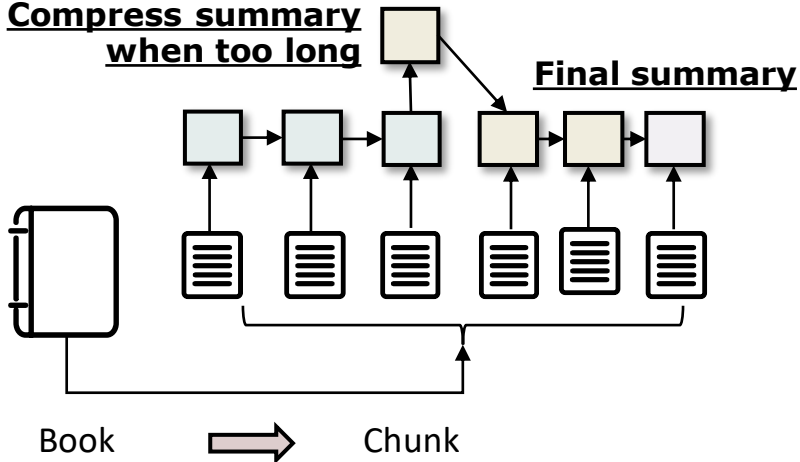 Compress summary
when too long
Final summary
Book
Chunk